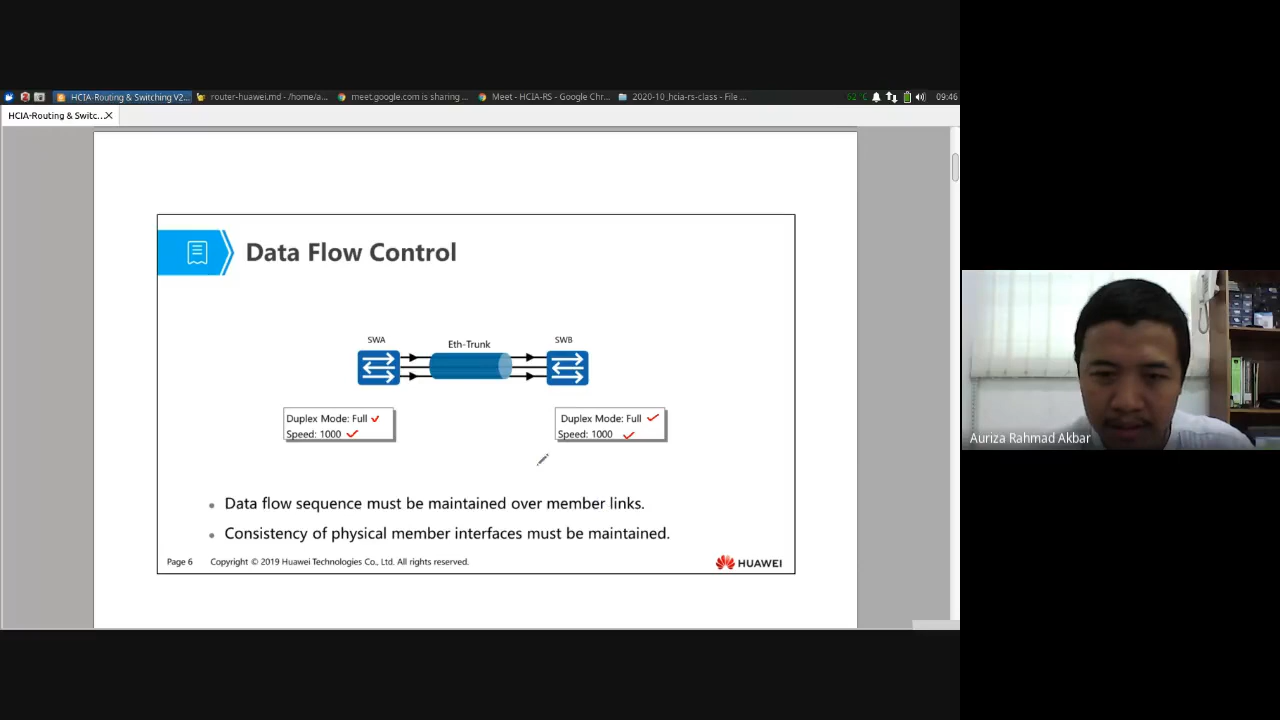 HCIA-Routing & Switching V2...
router-huawei.md - /home/a...
meet.google.com is sharing ...
Meet - HCIA-RS - Google Chr...
2020-10_hcia-rs-class - File ...
62 °C
09:46
HCIA-Routing & Switc...
Data Flow Control
SWA
Eth-Trunk
SWB
Duplex Mode: Full
Speed: 1000
Duplex Mode: Full
Speed: 1000
Data flow sequence must be maintained over member links.
Consistency of physical member interfaces must be maintained.
Page 6
Copyright © 2019 Huawei Technologies Co., Ltd. All rights reserved.
HUAWEI
Auriza Rahmad Akbar